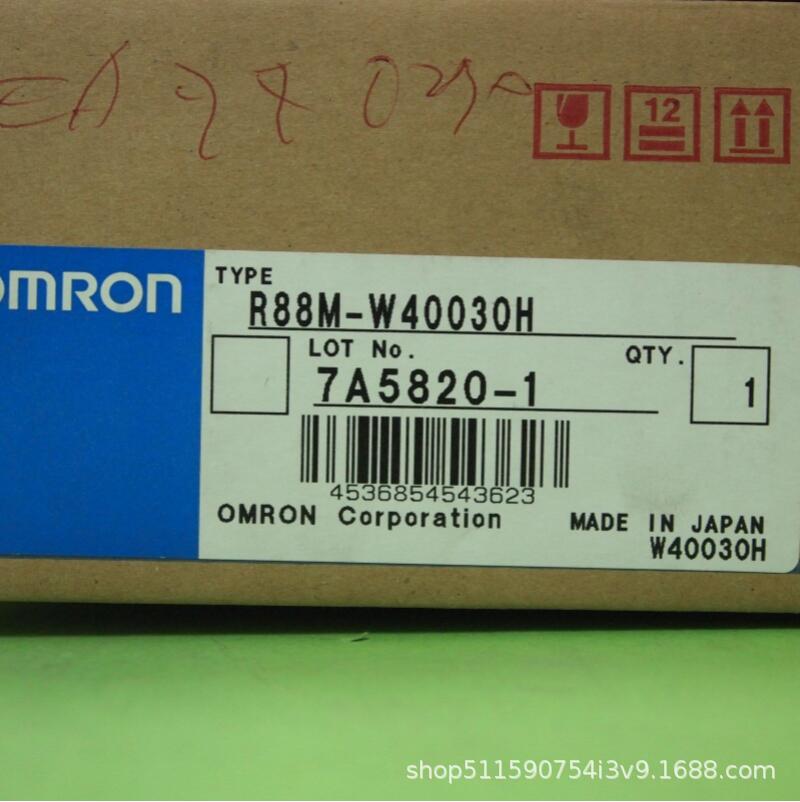 12
OMRON
TYPE
R88M-W40030H
LOT No.
QTY.
7A5820-1
1
4536854543623
OMRON Corporation
MADE IN JAPAN
W40030H
shop511590754i3v9.1688.com